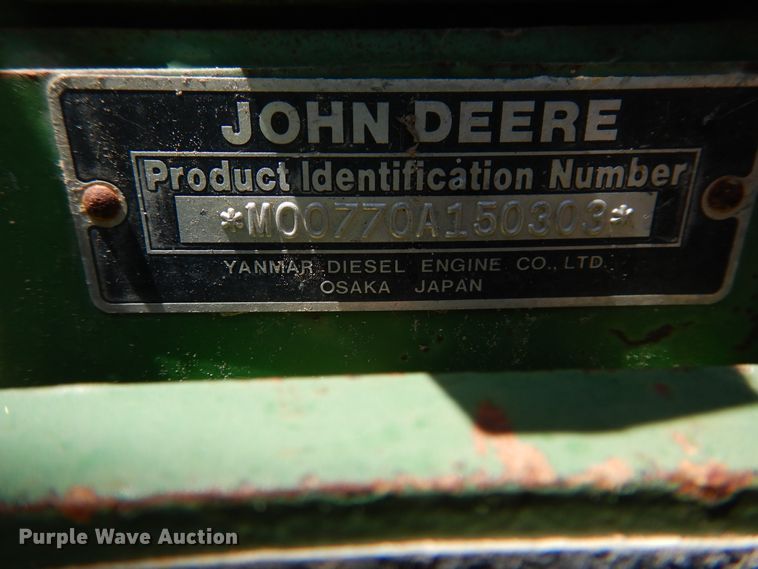 JOHN DEERE
Product Identification Number
*M00770A150303*
YANMAR DIESEL ENGINE CO., LTD.
OSAKA JAPAN
Purple Wave Auction